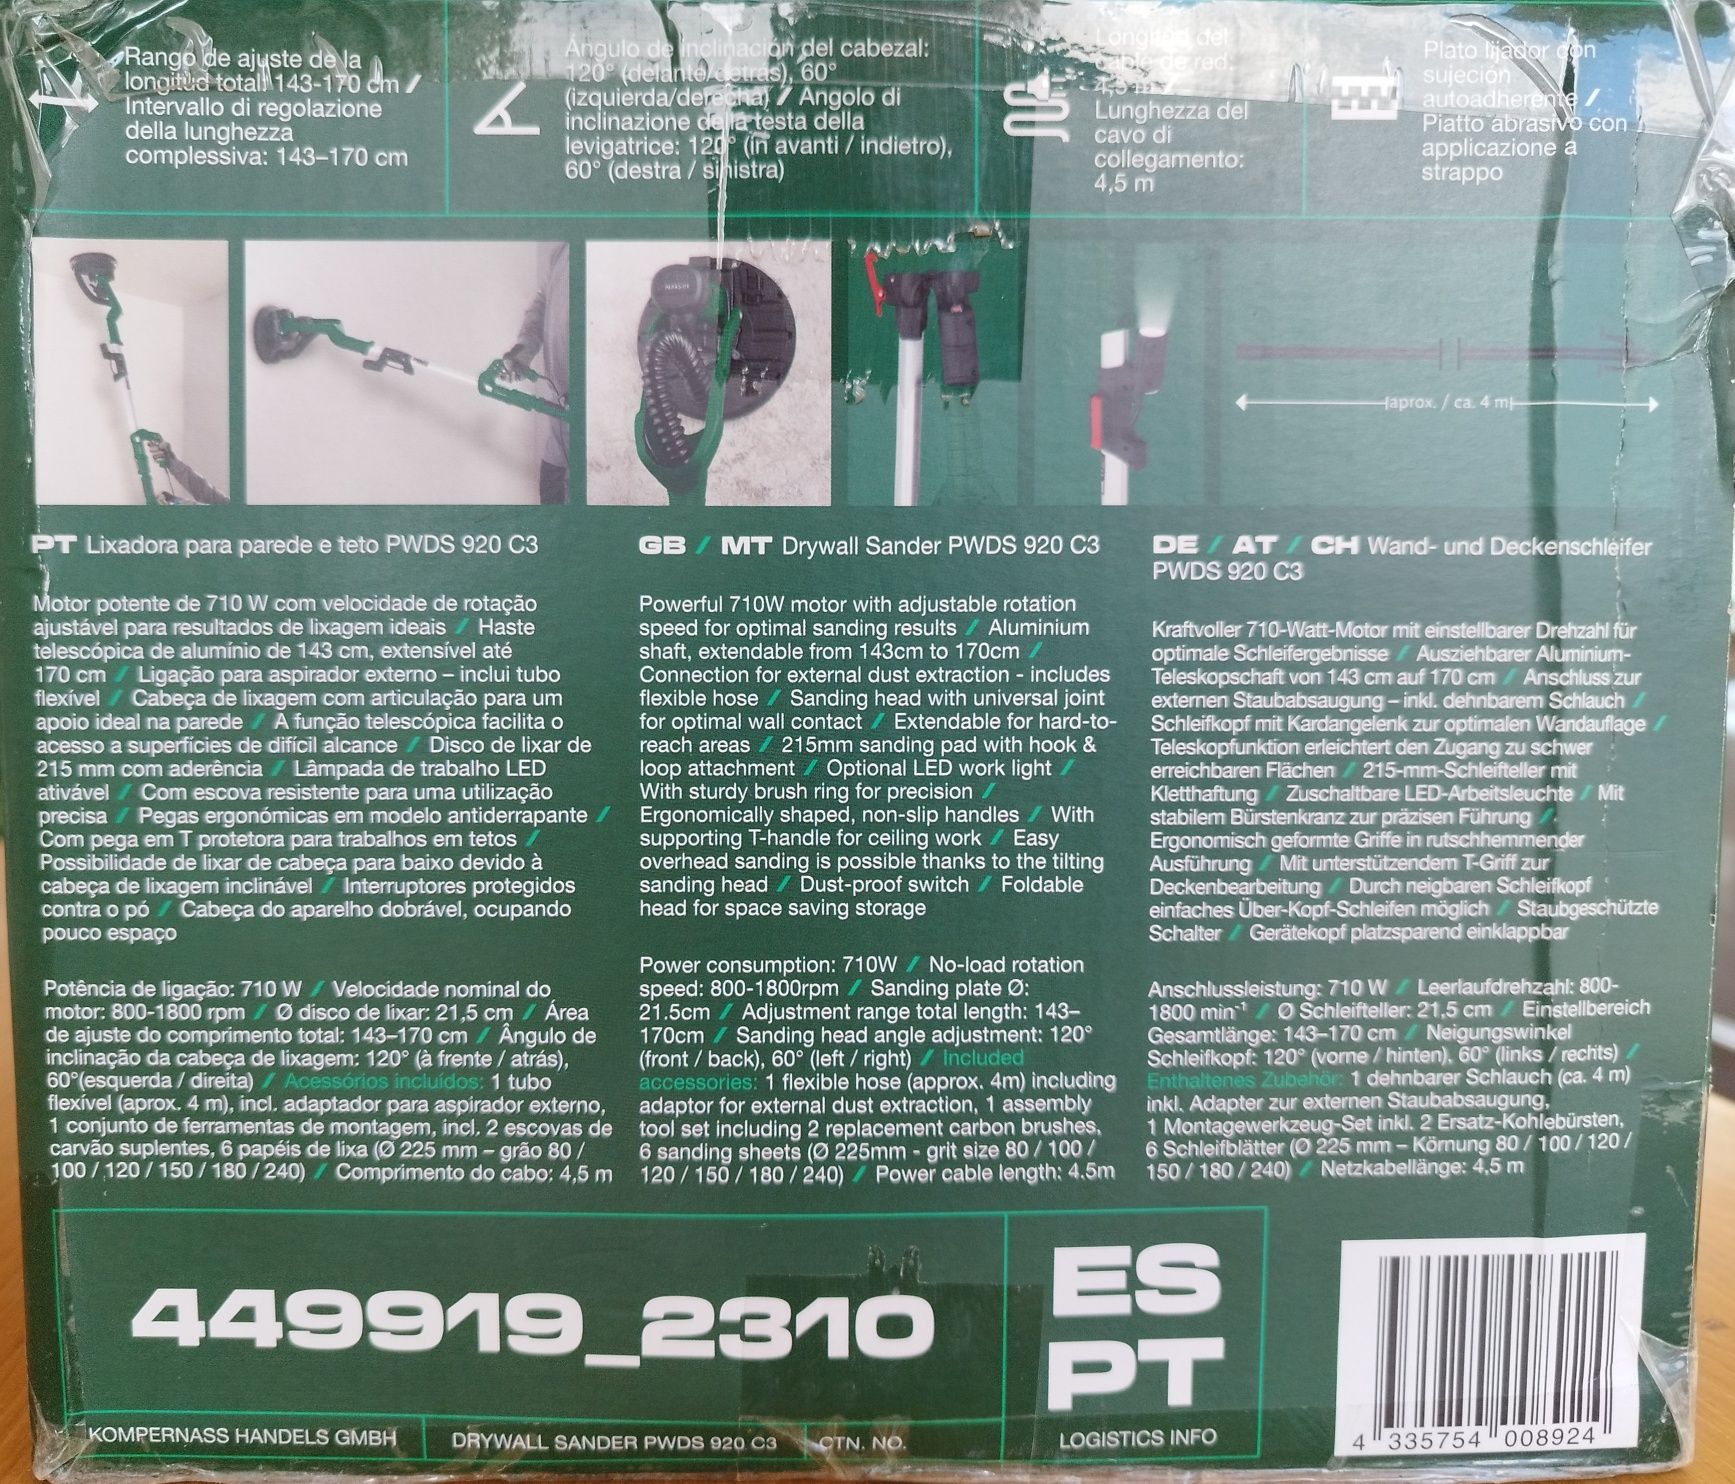 Rango de ajuste de la
longitud total: 143-170 cm /
Intervallo di regolazione
della lunghezza
complessiva: 143–170 cm
Ángulo de inclinación del cabezal:
120° (delante/detrás), 60°
(izquierda/derecha) / Angolo di
inclinazione della testa della
levigatrice: 120° (in avanti / indietro),
60° (destra / sinistra)
Longitud del
cable de red:
4,5 m /
Lunghezza del
cavo di
collegamento:
4,5 m
Plato lijador con
sujeción
autoadherente /
Piatto abrasivo con
applicazione a
strappo
(aprox. / ca. 4 m)
PT Lixadora para parede e teto PWDS 920 C3
Motor potente de 710 W com velocidade de rotação
ajustável para resultados de lixagem ideais / Haste
telescópica de alumínio de 143 cm, extensível até
170 cm / Ligação para aspirador externo – inclui tubo
flexível / Cabeça de lixagem com articulação para um
apoio ideal na parede / A função telescópica facilita o
acesso a superfícies de difícil alcance / Disco de lixar de
215 mm com aderência / Lâmpada de trabalho LED
ativável / Com escova resistente para uma utilização
precisa / Pegas ergonómicas em modelo antiderrapante /
Com pega em T protetora para trabalhos em tetos /
Possibilidade de lixar de cabeça para baixo devido à
cabeça de lixagem inclinável / Interruptores protegidos
contra o pó / Cabeça do aparelho dobrável, ocupando
pouco espaço
Potência de ligação: 710 W / Velocidade nominal do
motor: 800-1800 rpm / Ø disco de lixar: 21,5 cm / Área
de ajuste do comprimento total: 143–170 cm / Ângulo de
inclinação da cabeça de lixagem: 120° (à frente / atrás),
60°(esquerda / direita) / Acessórios incluídos: 1 tubo
flexível (aprox. 4 m), incl. adaptador para aspirador externo,
1 conjunto de ferramentas de montagem, incl. 2 escovas de
carvão suplentes, 6 papéis de lixa (Ø 225 mm – grão 80 /
100 / 120 / 150 / 180 / 240) / Comprimento do cabo: 4,5 m
GB / MT Drywall Sander PWDS 920 C3
Powerful 710W motor with adjustable rotation
speed for optimal sanding results / Aluminium
shaft, extendable from 143cm to 170cm /
Connection for external dust extraction - includes
flexible hose / Sanding head with universal joint
for optimal wall contact / Extendable for hard-to-
reach areas / 215mm sanding pad with hook &
loop attachment / Optional LED work light /
With sturdy brush ring for precision /
Ergonomically shaped, non-slip handles / With
supporting T-handle for ceiling work / Easy
overhead sanding is possible thanks to the tilting
sanding head / Dust-proof switch / Foldable
head for space saving storage
Power consumption: 710W / No-load rotation
speed: 800-1800rpm / Sanding plate Ø:
21.5cm / Adjustment range total length: 143–
170cm / Sanding head angle adjustment: 120°
(front / back), 60° (left / right) / Included
accessories: 1 flexible hose (approx. 4m) including
adaptor for external dust extraction, 1 assembly
tool set including 2 replacement carbon brushes,
6 sanding sheets (Ø 225mm - grit size 80 / 100 /
120 / 150 / 180 / 240) / Power cable length: 4.5m
DE / AT / CH Wand- und Deckenschleifer
PWDS 920 C3
Kraftvoller 710-Watt-Motor mit einstellbarer Drehzahl für
optimale Schleifergebnisse / Ausziehbarer Aluminium-
Teleskopschaft von 143 cm auf 170 cm / Anschluss zur
externen Staubabsaugung – inkl. dehnbarem Schlauch /
Schleifkopf mit Kardangelenk zur optimalen Wandauflage /
Teleskopfunktion erleichtert den Zugang zu schwer
erreichbaren Flächen / 215-mm-Schleifteller mit
Kletthaftung / Zuschaltbare LED-Arbeitsleuchte / Mit
stabilem Bürstenkranz zur präzisen Führung /
Ergonomisch geformte Griffe in rutschhemmender
Ausführung / Mit unterstützendem T-Griff zur
Deckenbearbeitung / Durch neigbaren Schleifkopf
einfaches Über-Kopf-Schleifen möglich / Staubgeschützte
Schalter / Gerätekopf platzsparend einklappbar
Anschlussleistung: 710 W / Leerlaufdrehzahl: 800-
1800 min⁻¹ / Ø Schleifteller: 21,5 cm / Einstellbereich
Gesamtlänge: 143–170 cm / Neigungswinkel
Schleifkopf: 120° (vorne / hinten), 60° (links / rechts) /
Enthaltenes Zubehör: 1 dehnbarer Schlauch (ca. 4 m)
inkl. Adapter zur externen Staubabsaugung,
1 Montagewerkzeug-Set inkl. 2 Ersatz-Kohlebürsten,
6 Schleifblätter (Ø 225 mm – Körnung 80 / 100 / 120 /
150 / 180 / 240) / Netzkabellänge: 4,5 m
449919_2310
ES
PT
KOMPERNASS HANDELS GMBH
DRYWALL SANDER PWDS 920 C3
CTN. NO.
LOGISTICS INFO
4 335754 008924